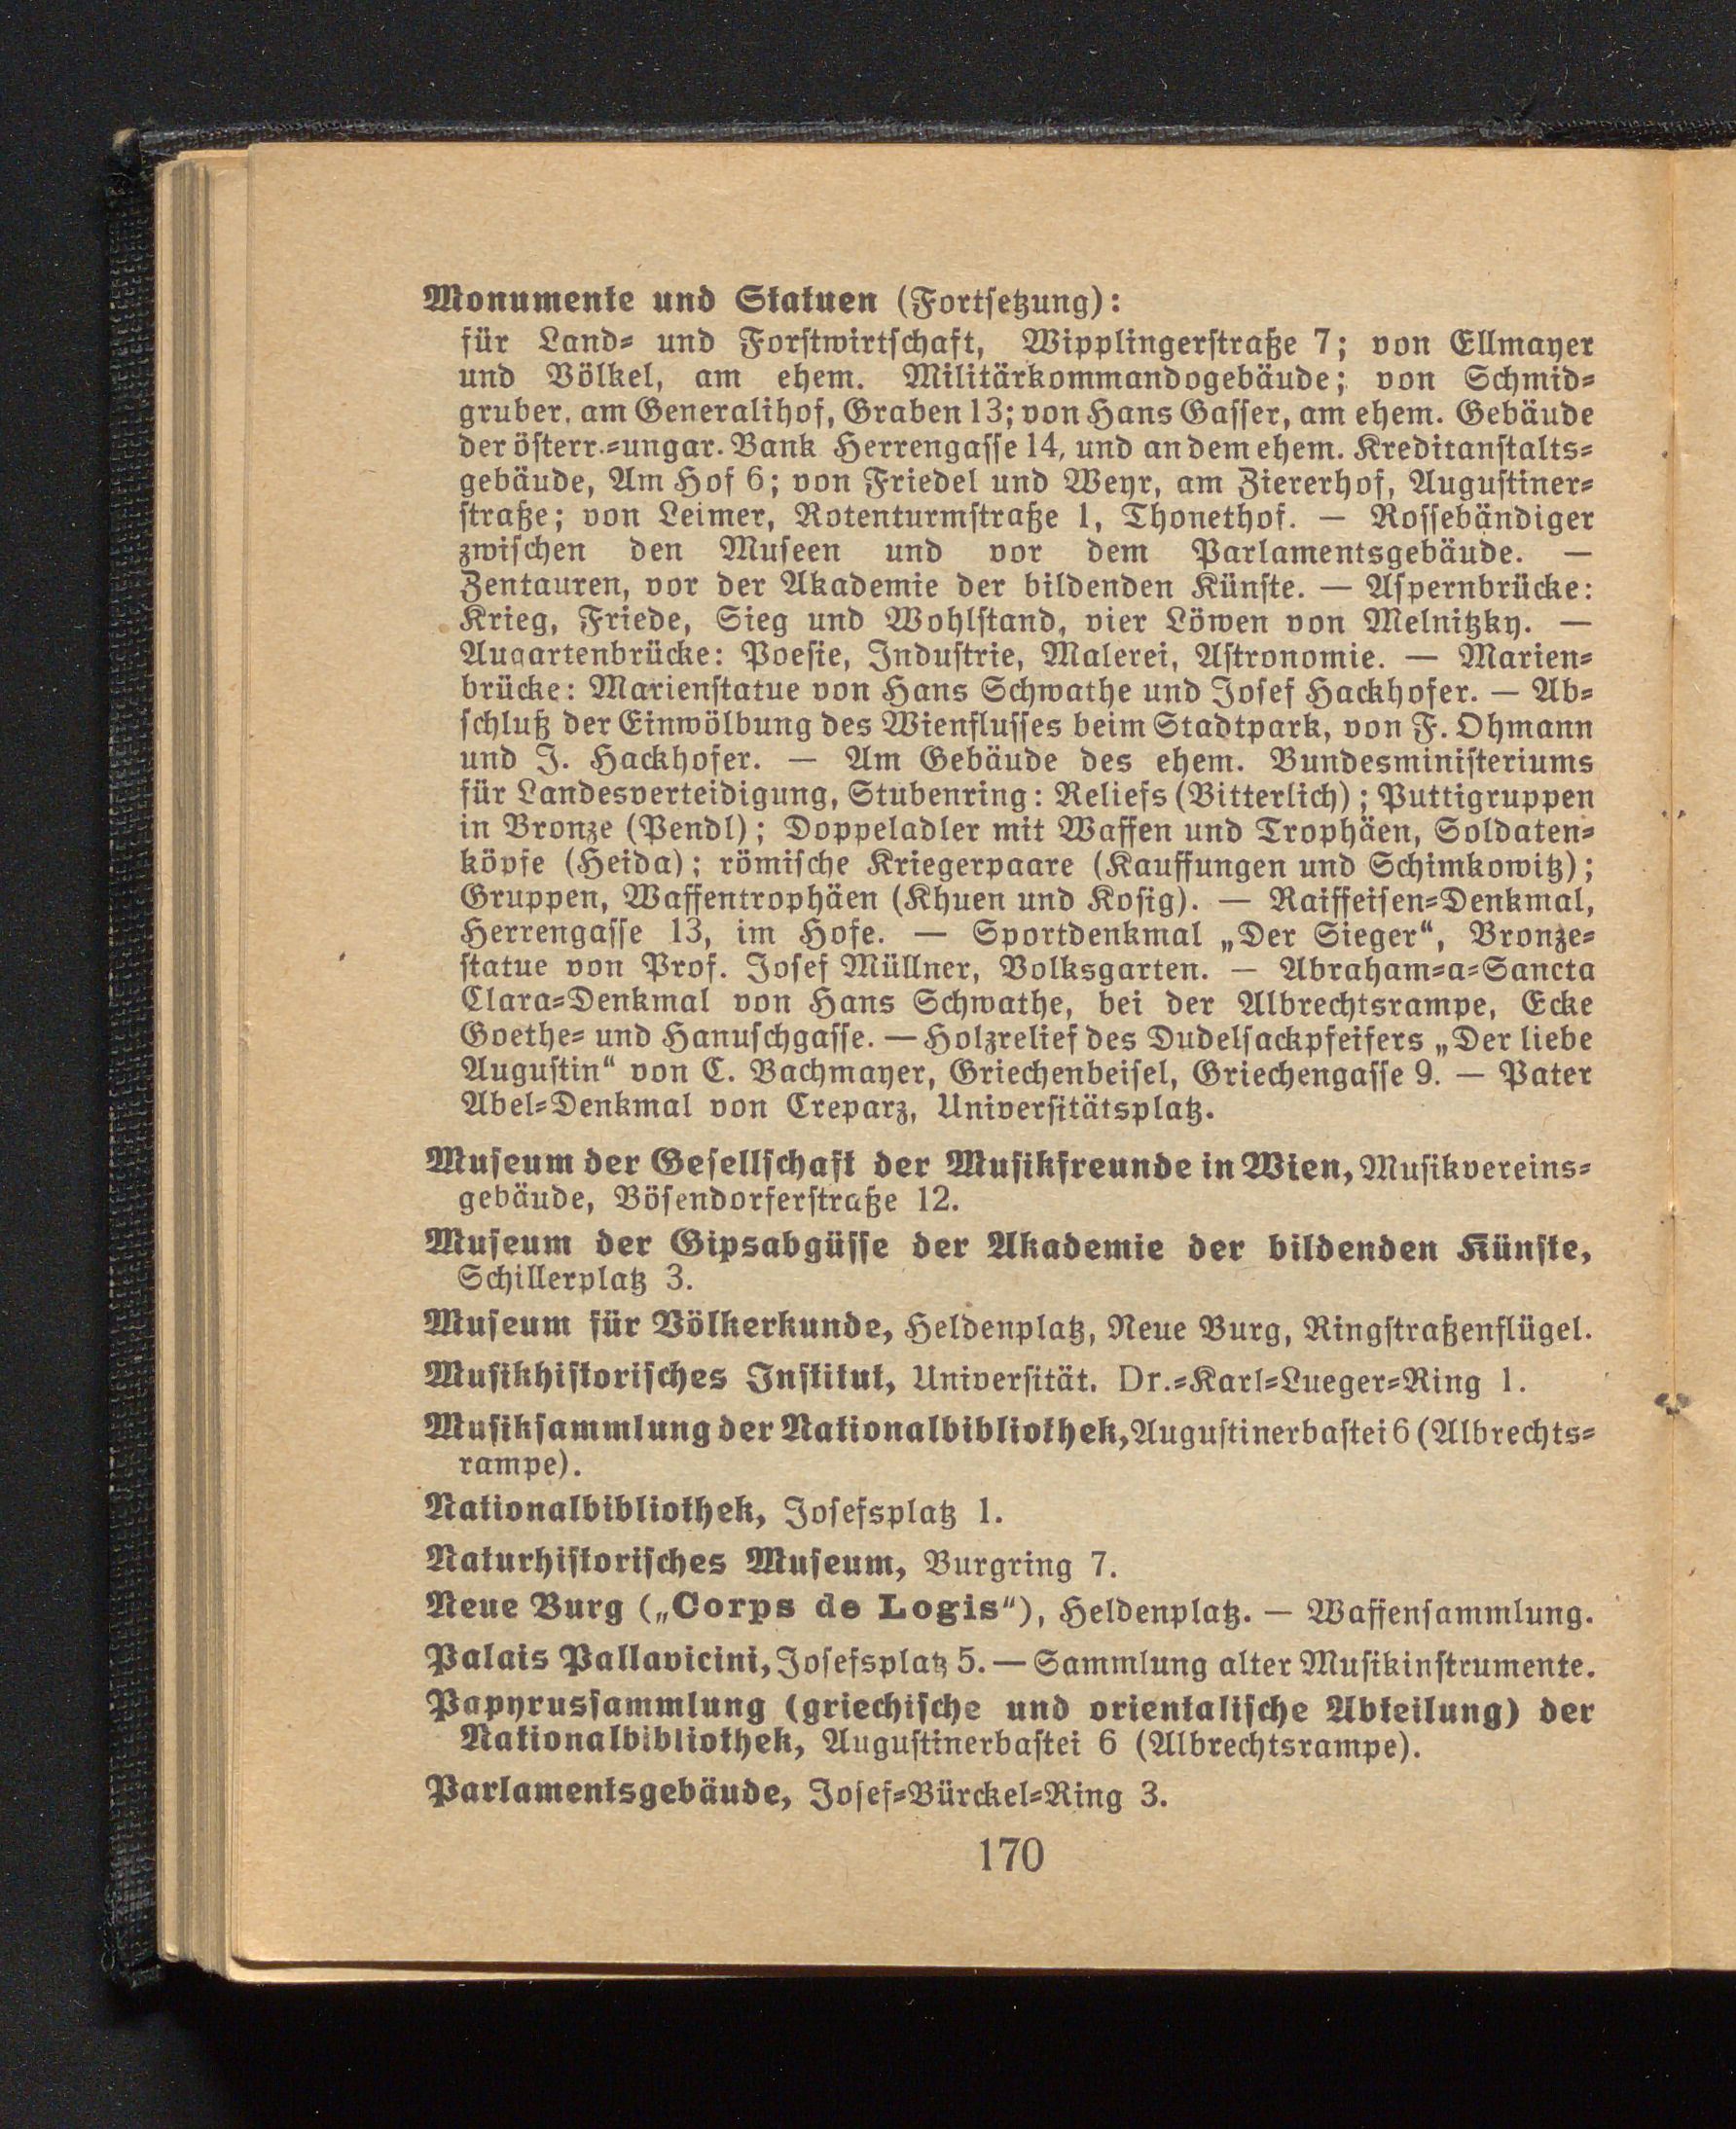 Monumente und Statuen (Fortsetzung):
für Land- und Forstwirtschaft, Wipplingerstraße 7; von Ellmayer
und Völkel, am ehem. Militärkommandogebäude; von Schmid-
gruber, am Generalihof, Graben 13; von Hans Gasser, am ehem. Gebäude
der österr.-ungar. Bank Herrengasse 14, und an dem ehem. Kreditanstalts-
gebäude, Am Hof 6; von Friedel und Weyr, am Ziererhof, Augustiner-
straße; von Leimer, Rotenturmstraße 1, Thonethof. — Rossebändiger
zwischen den Museen und vor dem Parlamentsgebäude. —
Zentauren, vor der Akademie der bildenden Künste. — Aspernbrücke:
Krieg, Friede, Sieg und Wohlstand, vier Löwen von Melnitzky. —
Augartenbrücke: Poesie, Industrie, Malerei, Astronomie. — Marien-
brücke: Marienstatue von Hans Schwathe und Josef Hackhofer. — Ab-
schluß der Einwölbung des Wienflusses beim Stadtpark, von F. Ohmann
und J. Hackhofer. — Am Gebäude des ehem. Bundesministeriums
für Landesverteidigung, Stubenring: Reliefs (Bitterlich); Puttigruppen
in Bronze (Pendl); Doppeladler mit Waffen und Trophäen, Soldaten-
köpfe (Heida); römische Kriegerpaare (Kauffungen und Schimkowitz);
Gruppen, Waffentrophäen (Khuen und Kosig). — Raiffeisen-Denkmal,
Herrengasse 13, im Hofe. — Sportdenkmal „Der Sieger“, Bronze-
statue von Prof. Josef Müllner, Volksgarten. — Abraham-a-Sancta
Clara-Denkmal von Hans Schwathe, bei der Albrechtsrampe, Ecke
Goethe- und Hanuschgasse. — Holzrelief des Dudelsackpfeifers „Der liebe
Augustin“ von C. Bachmayer, Griechenbeisel, Griechengasse 9. — Pater
Abel-Denkmal von Creparz, Universitätsplatz.
Museum der Gesellschaft der Musikfreunde in Wien, Musikvereins-
gebäude, Bösendorferstraße 12.
Museum der Gipsabgüsse der Akademie der bildenden Künste,
Schillerplatz 3.
Museum für Völkerkunde, Heldenplatz, Neue Burg, Ringstraßenflügel.
Musikhistorisches Institut, Universität. Dr.-Karl-Lueger-Ring 1.
Musiksammlung der Nationalbibliothek, Augustinerbastei 6 (Albrechts-
rampe).
Nationalbibliothek, Josefsplatz 1.
Naturhistorisches Museum, Burgring 7.
Neue Burg („Corps de Logis“), Heldenplatz. — Waffensammlung.
Palais Pallavicini, Josefsplatz 5. — Sammlung alter Musikinstrumente.
Papyrussammlung (griechische und orientalische Abteilung) der
Nationalbibliothek, Augustinerbastei 6 (Albrechtsrampe).
Parlamentsgebäude, Josef-Bürckel-Ring 3.
170